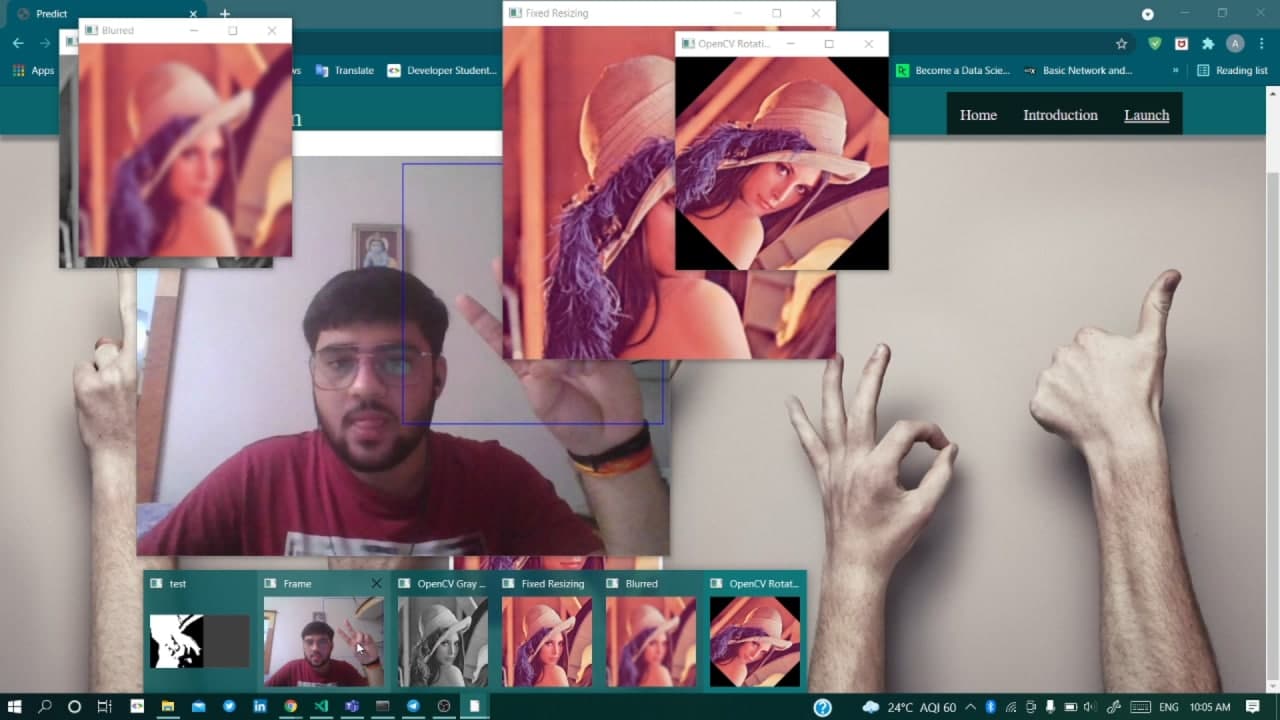 Predict
Fixed Resizing
Blurred
OpenCV Rotati...
Apps
Translate
Developer Student...
Become a Data Scie...
Basic Network and...
»
Reading list
Home
Introduction
Launch
test
Frame
OpenCV Gray ...
Fixed Resizing
Blurred
OpenCV Rotat...
24°C AQI 60
ENG
10:05 AM